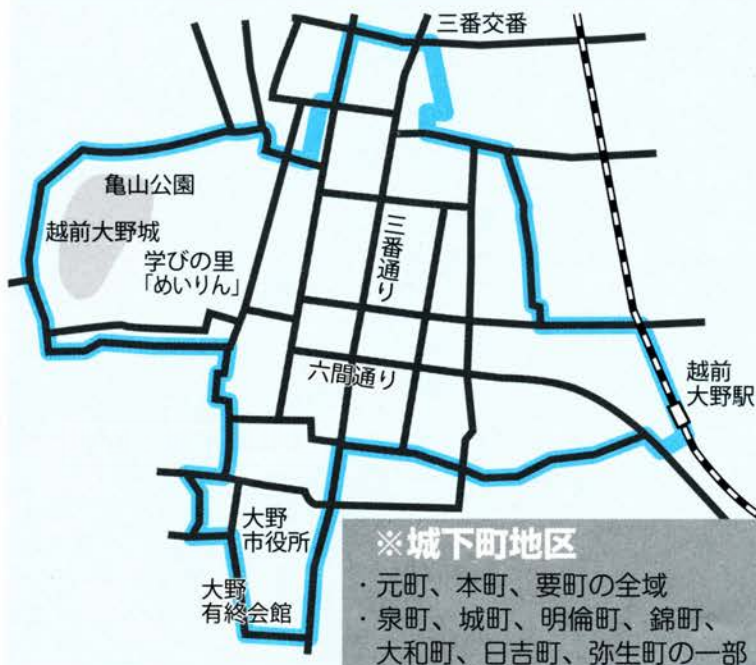 三番交番
亀山公園
越前大野城
学びの里
「めいりん」
三番通り
六間通り
越前
大野駅
大野
市役所
大野
有終会館
※城下町地区
・元町、本町、要町の全域
・泉町、城町、明倫町、錦町、
大和町、日吉町、弥生町の一部